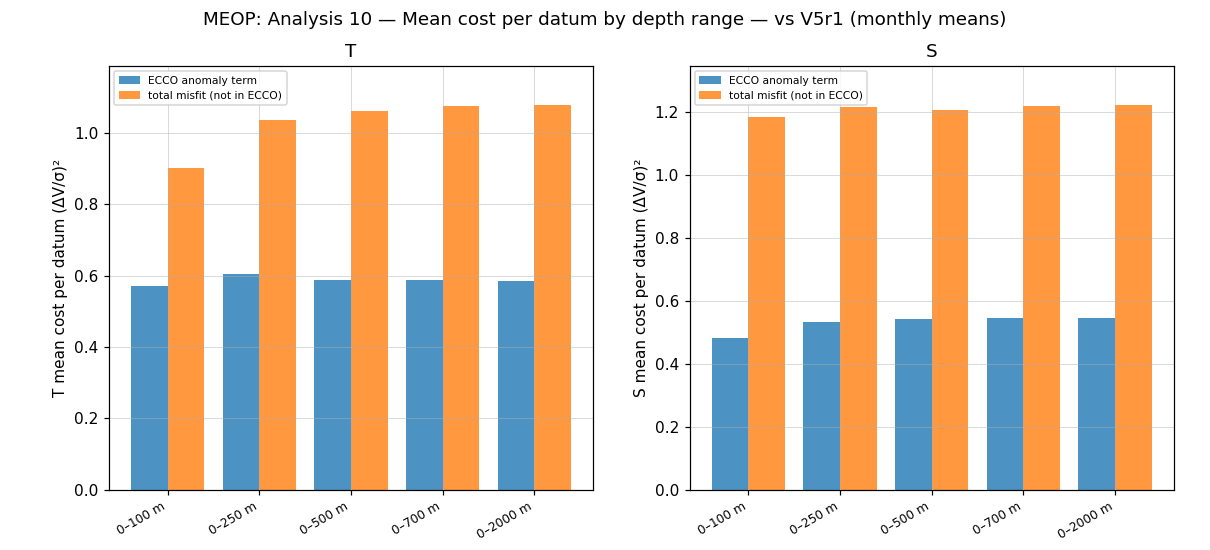 MEOP: Analysis 10 — Mean cost per datum by depth range — vs V5r1 (monthly means)
T
ECCO anomaly term
total misfit (not in ECCO)
T mean cost per datum (ΔV/σ)²
1.0
0.8
0.6
0.4
0.2
0.0
0–100 m
0–250 m
0–500 m
0–700 m
0–2000 m
S
ECCO anomaly term
total misfit (not in ECCO)
S mean cost per datum (ΔV/σ)²
1.2
1.0
0.8
0.6
0.4
0.2
0.0
0–100 m
0–250 m
0–500 m
0–700 m
0–2000 m